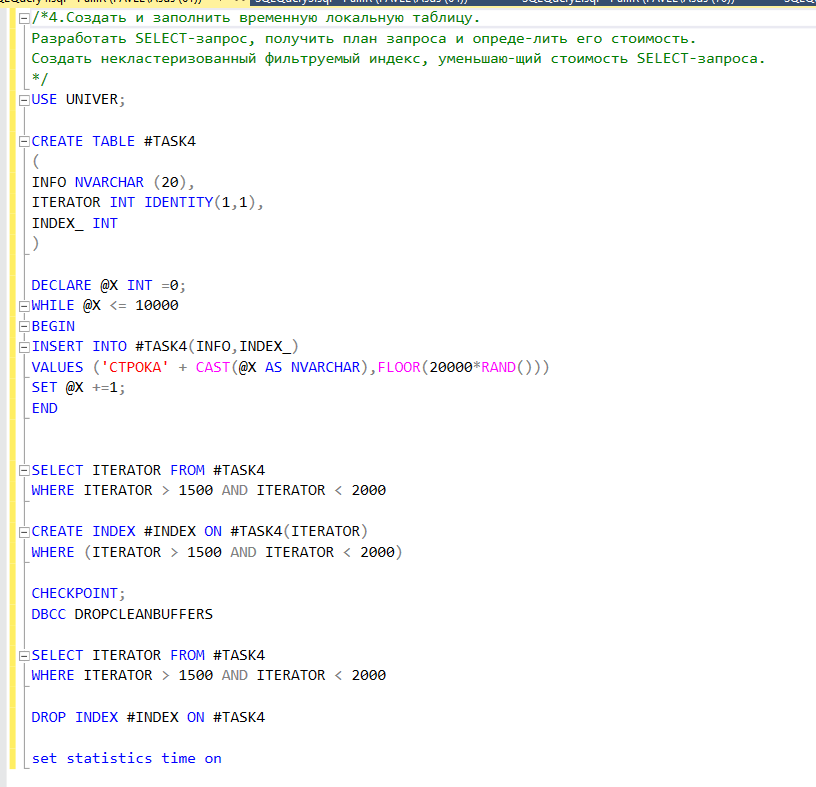 /*4.Создать и заполнить временную локальную таблицу.
Разработать SELECT-запрос, получить план запроса и опреде-лить его стоимость.
Создать некластеризованный фильтруемый индекс, уменьшаю-щий стоимость SELECT-запроса.
*/
USE UNIVER;
CREATE TABLE #TASK4
(
INFO NVARCHAR (20),
ITERATOR INT IDENTITY(1,1),
INDEX_ INT
)
DECLARE @X INT =0;
WHILE @X <= 10000
BEGIN
INSERT INTO #TASK4(INFO,INDEX_)
VALUES ('СТРОКА' + CAST(@X AS NVARCHAR),FLOOR(20000*RAND()))
SET @X +=1;
END
SELECT ITERATOR FROM #TASK4
WHERE ITERATOR > 1500 AND ITERATOR < 2000
CREATE INDEX #INDEX ON #TASK4(ITERATOR)
WHERE (ITERATOR > 1500 AND ITERATOR < 2000)
CHECKPOINT;
DBCC DROPCLEANBUFFERS
SELECT ITERATOR FROM #TASK4
WHERE ITERATOR > 1500 AND ITERATOR < 2000
DROP INDEX #INDEX ON #TASK4
set statistics time on